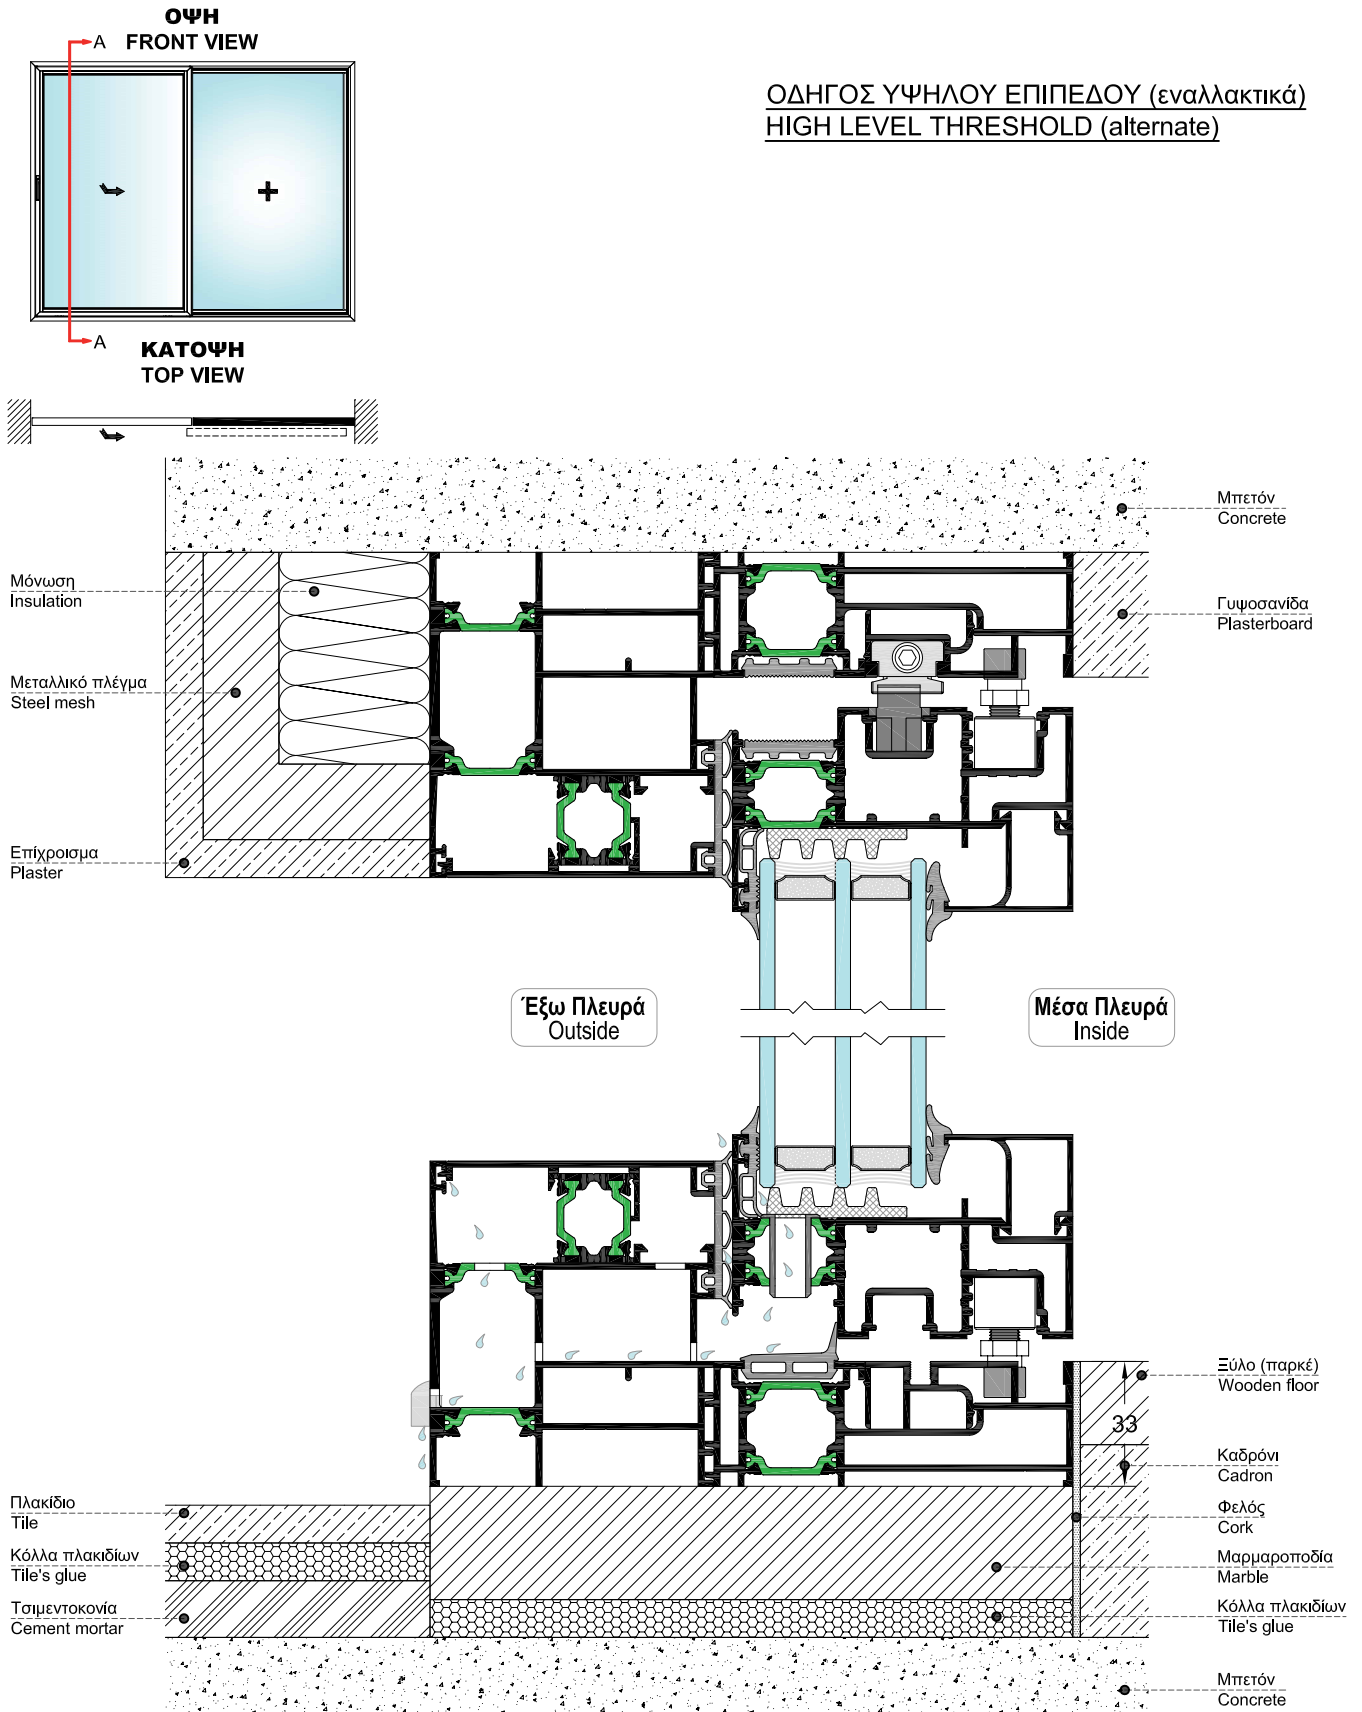 ΟΨΗ
FRONT VIEW
A
A
ΟΔΗΓΟΣ ΥΨΗΛΟΥ ΕΠΙΠΕΔΟΥ (εναλλακτικά)
HIGH LEVEL THRESHOLD (alternate)
ΚΑΤΟΨΗ
TOP VIEW
Μπετόν
Concrete
Μόνωση
Insulation
Γυψοσανίδα
Plasterboard
Μεταλλικό πλέγμα
Steel mesh
Επίχροισμα
Plaster
Έξω Πλευρά
Outside
Μέσα Πλευρά
Inside
Ξύλο (παρκέ)
Wooden floor
33
Καδρόνι
Cadron
Πλακίδιο
Tile
Φελός
Cork
Κόλλα πλακιδίων
Tile's glue
Μαρμαροποδία
Marble
Τσιμεντοκονία
Cement mortar
Κόλλα πλακιδίων
Tile's glue
Μπετόν
Concrete